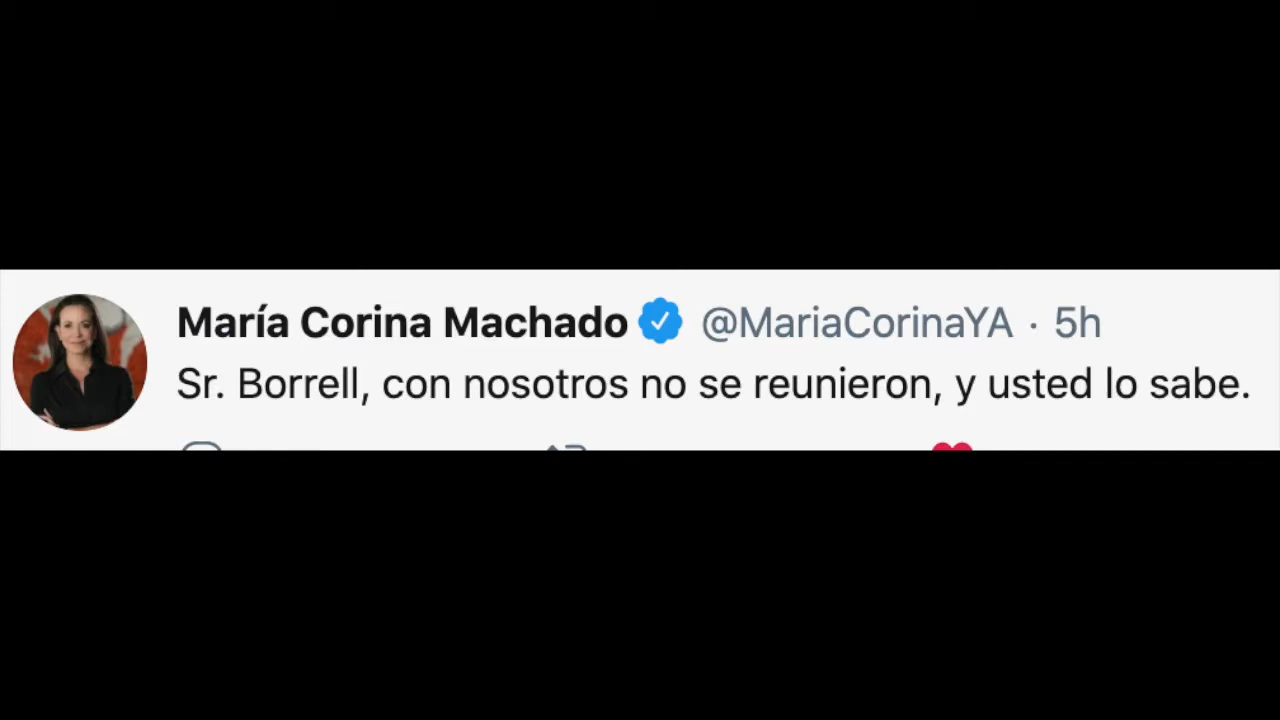 María Corina Machado @MariaCorinaYA · 5h
Sr. Borrell, con nosotros no se reunieron, y usted lo sabe.